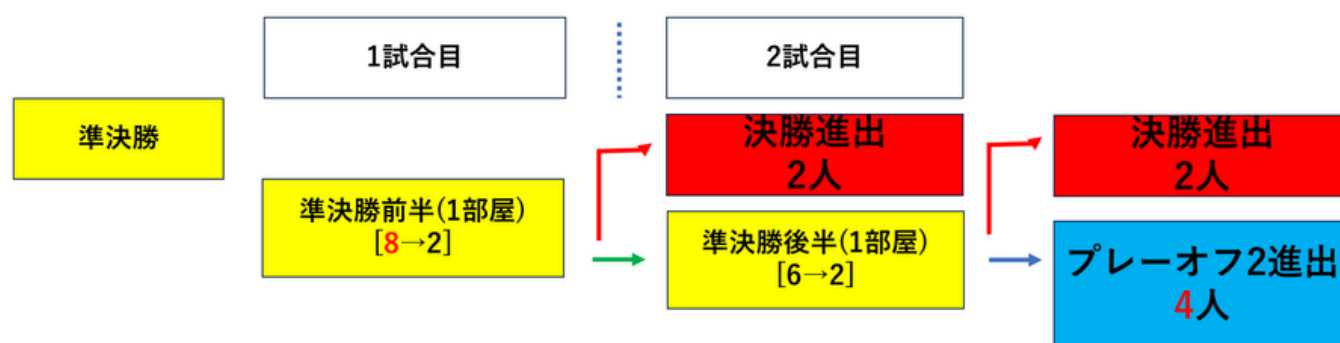 1試合目
2試合目
準決勝
決勝進出
2人
決勝進出
2人
準決勝前半(1部屋)
[8→2]
準決勝後半(1部屋)
[6→2]
プレーオフ2進出
4人